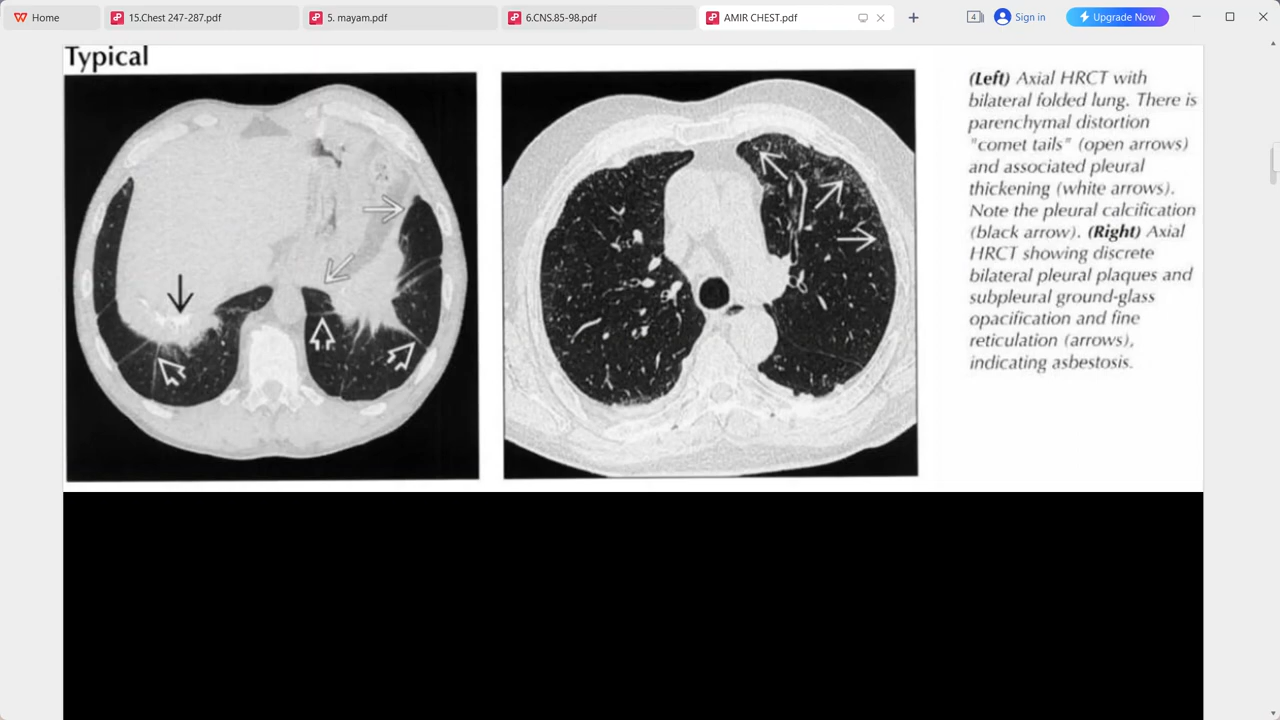 Home
15.Chest 247-287.pdf
5. mayam.pdf
6.CNS.85-98.pdf
AMIR CHEST.pdf
4
Sign in
Upgrade Now
Typical
(Left) Axial HRCT with
bilateral folded lung. There is
parenchymal distortion
"comet tails" (open arrows)
and associated pleural
thickening (white arrows).
Note the pleural calcification
(black arrow). (Right) Axial
HRCT showing discrete
bilateral pleural plaques and
subpleural ground-glass
opacification and fine
reticulation (arrows),
indicating asbestosis.